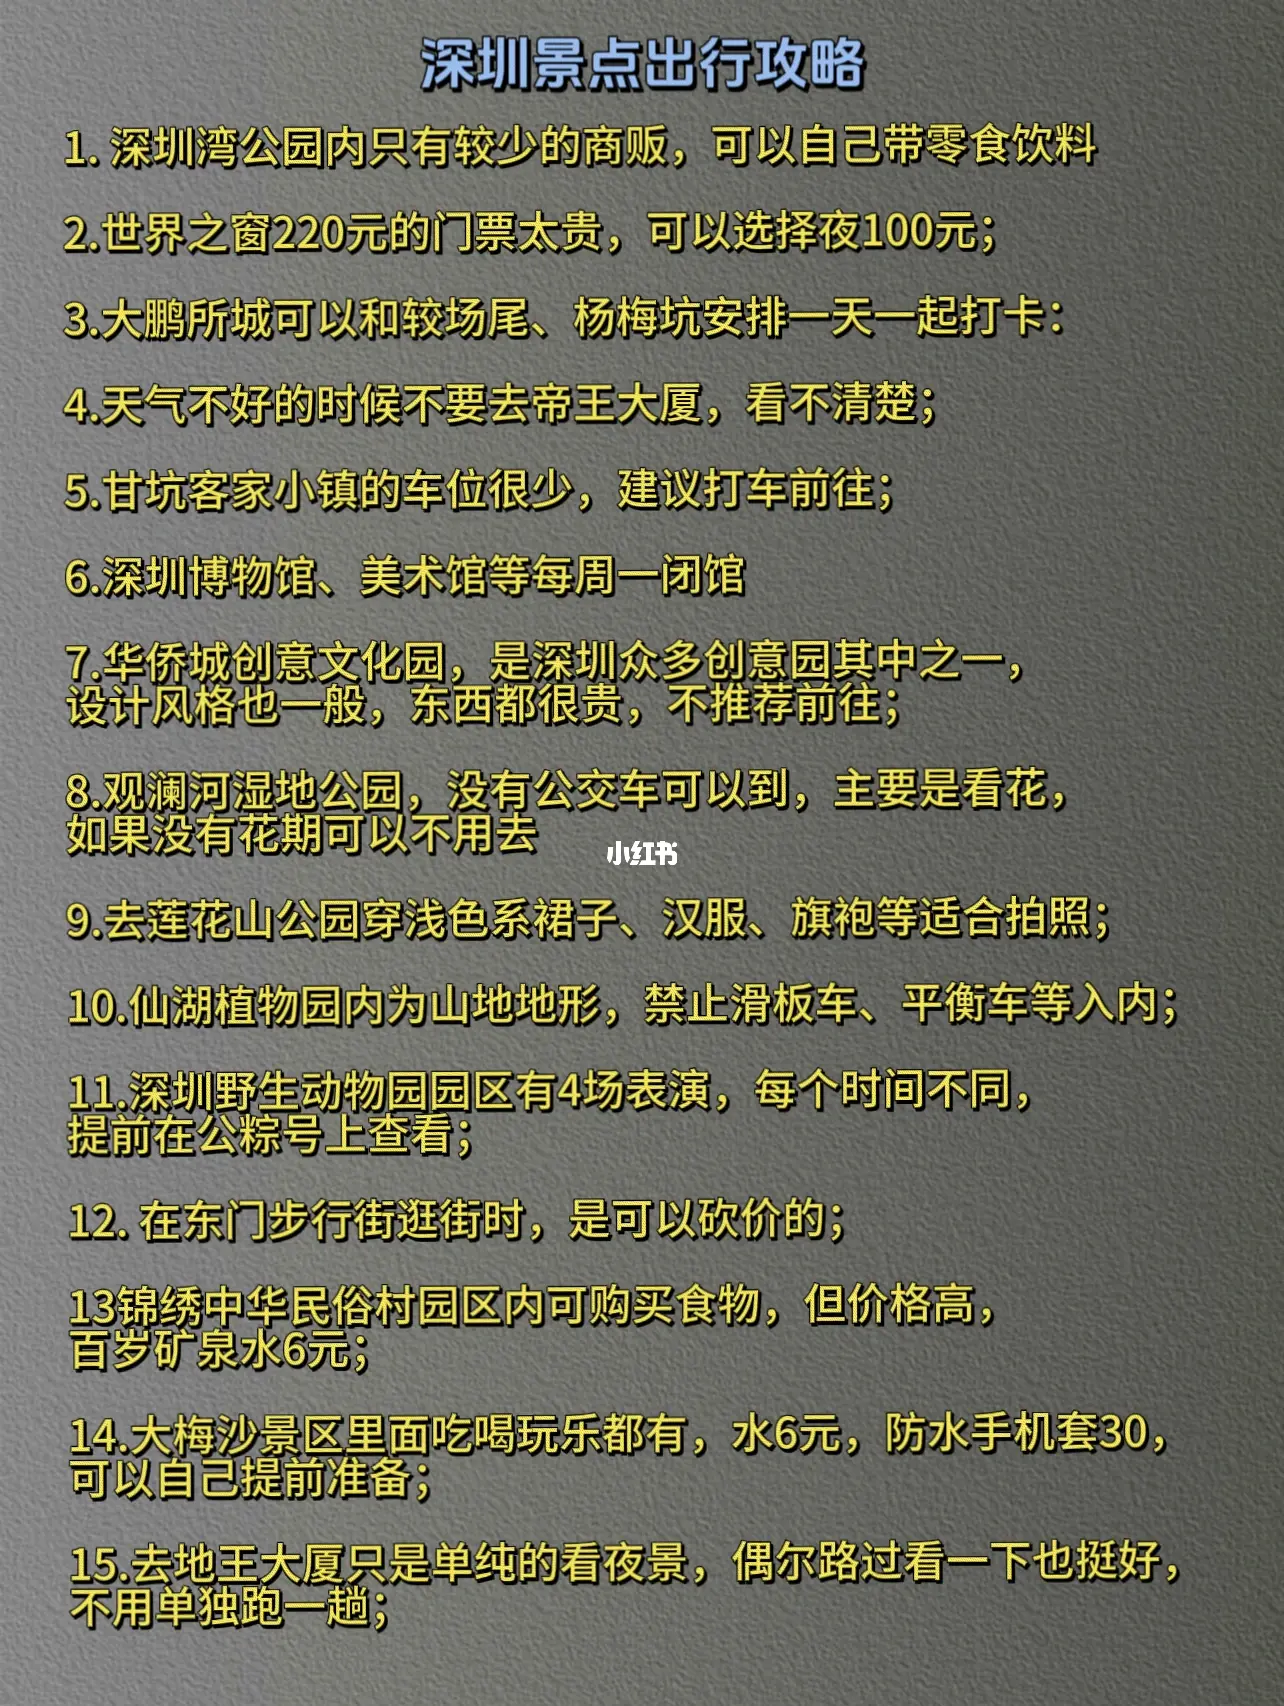 深圳景点出行攻略
1. 深圳湾公园内只有较少的商贩，可以自己带零食饮料
2.世界之窗220元的门票太贵，可以选择夜100元；
3.大鹏所城可以和较场尾、杨梅坑安排一天一起打卡：
4.天气不好的时候不要去帝王大厦，看不清楚；
5.甘坑客家小镇的车位很少，建议打车前往；
6.深圳博物馆、美术馆等每周一闭馆
7.华侨城创意文化园，是深圳众多创意园其中之一，
设计风格也一般，东西都很贵，不推荐前往；
8.观澜河湿地公园，没有公交车可以到，主要是看花，
如果没有花期可以不用去
小红书
9.去莲花山公园穿浅色系裙子、汉服、旗袍等适合拍照；
10.仙湖植物园内为山地地形，禁止滑板车、平衡车等入内；
11.深圳野生动物园园区有4场表演，每个时间不同，
提前在公粽号上查看；
12. 在东门步行街逛街时，是可以砍价的；
13锦绣中华民俗村园区内可购买食物，但价格高，
百岁矿泉水6元；
14.大梅沙景区里面吃喝玩乐都有，水6元，防水手机套30，
可以自己提前准备；
15.去地王大厦只是单纯的看夜景，偶尔路过看一下也挺好，
不用单独跑一趟；